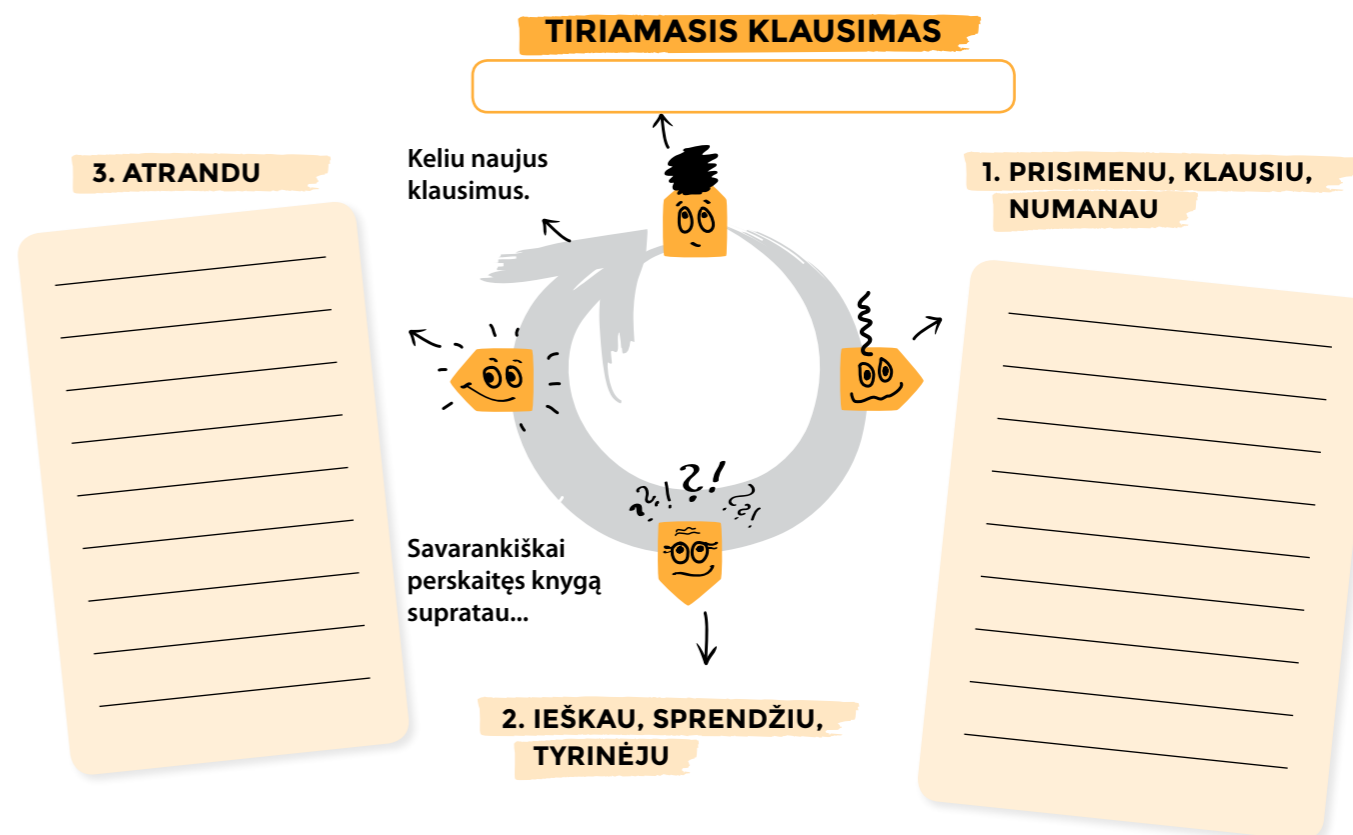 TIRIAMASIS KLAUSIMAS
Keliu naujus
klausimus.
1. PRISIMENU, KLAUSIU,
NUMANAU
3. ATRANDU
??! ?! ??!
Savarankiškai
perskaitęs knygą
supratau...
2. IEŠKAU, SPRENDŽIU,
TYRINĖJU